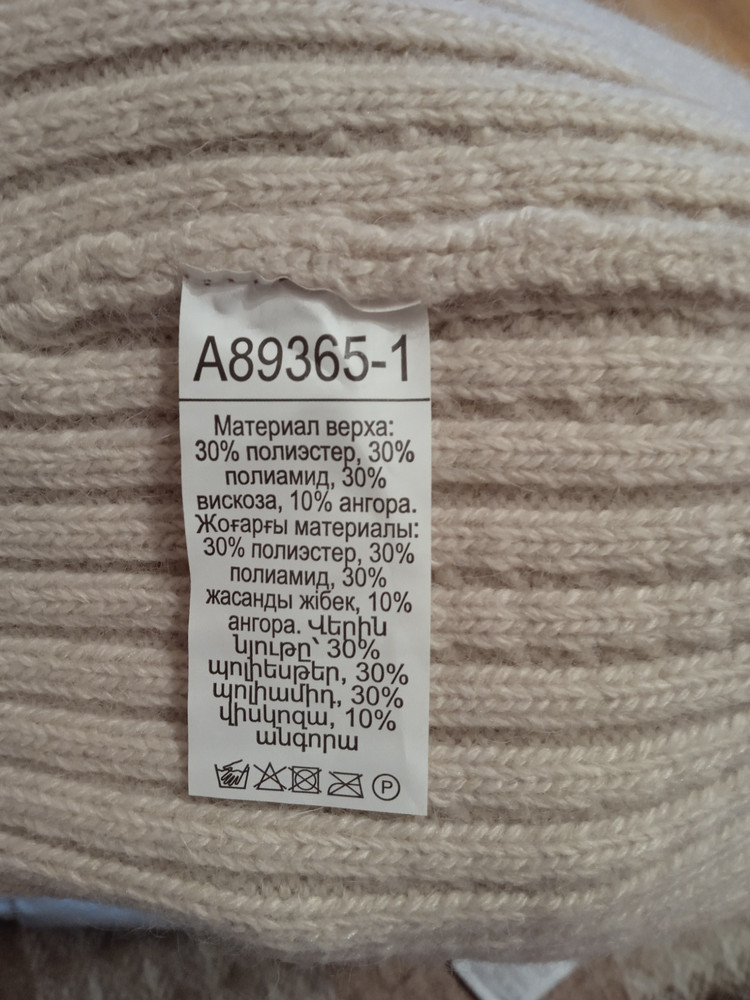 A89365-1
Материал верха:
30% полиэстер, 30%
полиамид, 30%
вискоза, 10% ангора.
Жоғарғы материалы:
30% полиэстер, 30%
полиамид, 30%
жасанды жібек, 10%
ангора. Վերին
նյութը՝ 30%
պոլիեսթեր, 30%
պոլիամիդ, 30%
վիսկոզա, 10%
անգորա
P